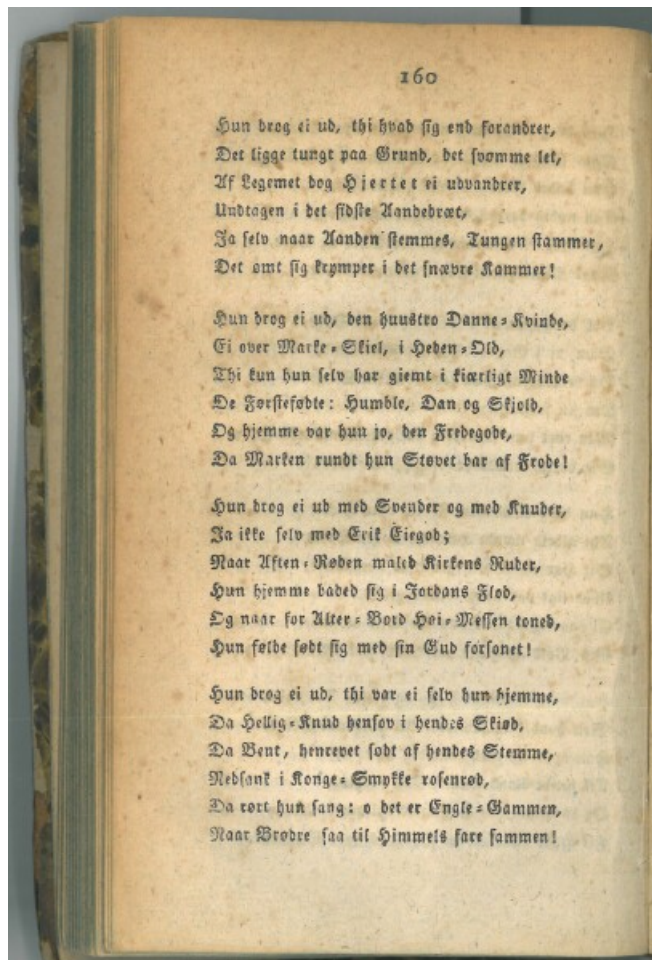 160
Hun drog ei ud, thi hvad sig end forandrer,
Det ligge tungt paa Grund, det svømme let,
Af Legemet dog Hjertet ei udvandrer,
Undtagen i det sidste Aandedræt,
Ja selv naar Aanden stemmes, Tungen stammer,
Det ømt sig krymper i det snævre Kammer!
Hun drog ei ud, den huustro Danne-Kvinde,
Ei over Marke-Skiel, i Heden-Old,
Thi kun hun selv har giemt i kiærligt Minde
De Førstefødte: Humble, Dan og Skjold,
Og hjemme var hun jo, den Fredegode,
Da Marken rundt hun Støvet bar af Frode!
Hun drog ei ud med Svender og med Knuder,
Ja ikke selv med Erik Eiegod;
Naar Aften-Røden maled Kirkens Ruder,
Hun hjemme baded sig i Jordans Flod,
Og naar for Alter-Bord Høi-Messen toned,
Hun følde sødt sig med sin Gud forsonet!
Hun drog ei ud, thi var ei selv hun hjemme,
Da Hellig-Knud hensov i hendes Skiød,
Da Bent, henrevet sødt af hendes Stemme,
Nedsank i Konge-Smykke rosenrød,
Da rørt hun sang: o det er Engle-Gammen,
Naar Brødre saa til Himmels fare sammen!